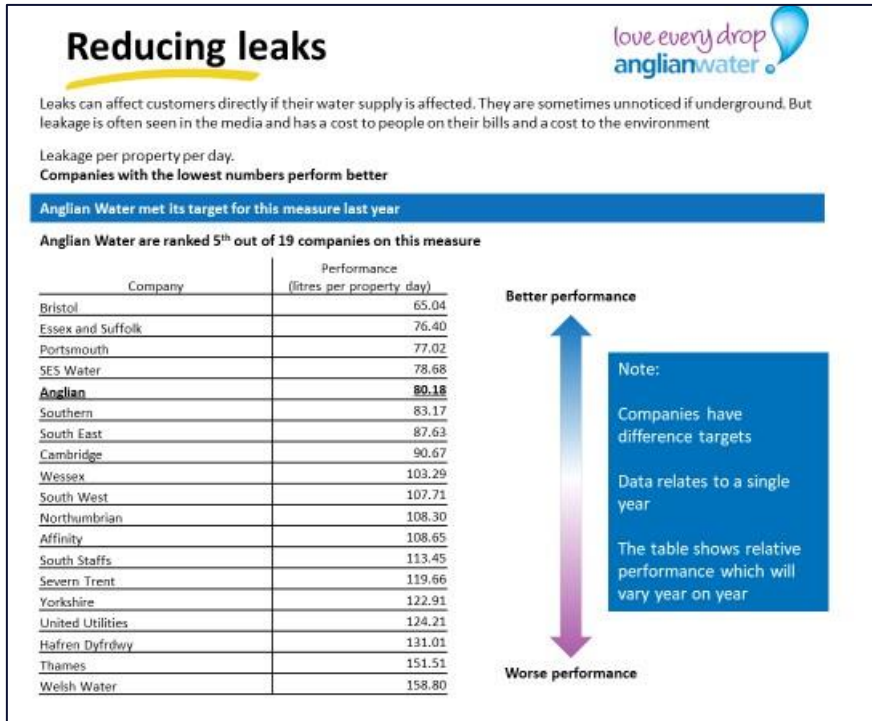 Reducing leaks
love every drop
anglianwater
Leaks can affect customers directly if their water supply is affected. They are sometimes unnoticed if underground. But
leakage is often seen in the media and has a cost to people on their bills and a cost to the environment
Leakage per property per day.
Companies with the lowest numbers perform better
Anglian Water met its target for this measure last year
Anglian Water are ranked 5th out of 19 companies on this measure
Performance
Company (litres per property day)
Bristol 65.04
Essex and Suffolk 76.40
Portsmouth 77.02
SES Water 78.68
Anglian 80.18
Southern 83.17
South East 87.63
Cambridge 90.67
Wessex 103.29
South West 107.71
Northumbrian 108.30
Affinity 108.65
South Staffs 113.45
Severn Trent 119.66
Yorkshire 122.91
United Utilities 124.21
Hafren Dyfrdwy 131.01
Thames 151.51
Welsh Water 158.80
Better performance
Note:
Companies have
difference targets
Data relates to a single
year
The table shows relative
performance which will
vary year on year
Worse performance